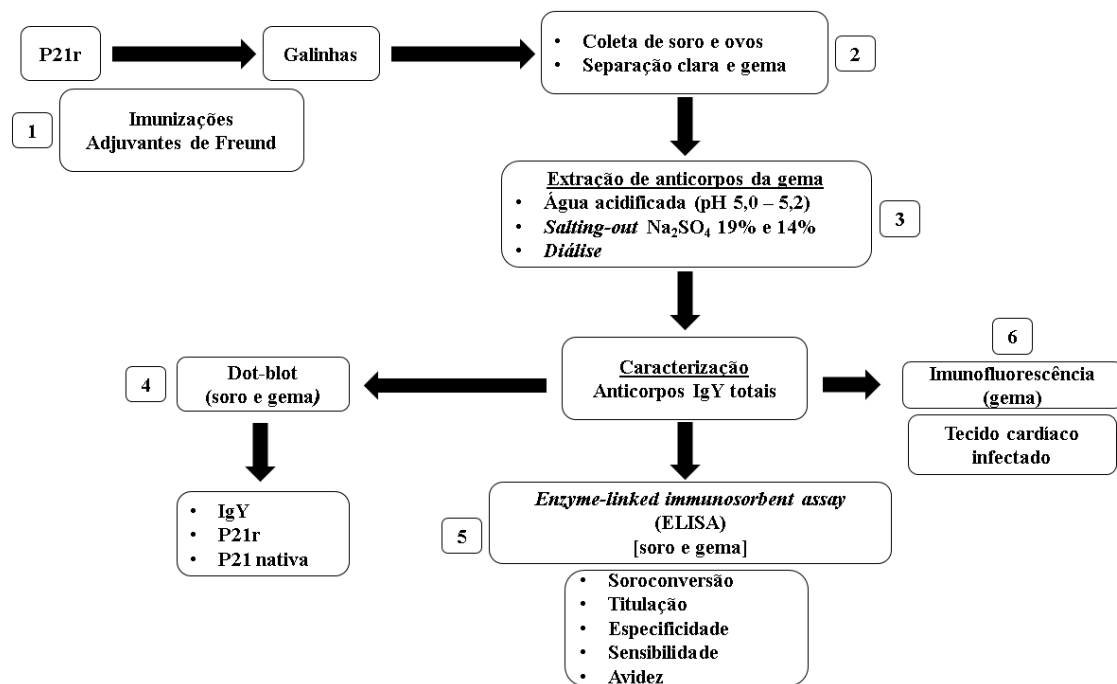 P21r
Galinhas
• Coleta de soro e ovos
• Separação clara e gema
2
1
Imunizações
Adjuvantes de Freund
Extração de anticorpos da gema
• Água acidificada (pH 5,0 – 5,2)
• Salting-out Na₂SO₄ 19% e 14%
• Diálise
3
Caracterização
Anticorpos IgY totais
4
Dot-blot
(soro e gema)
6
Imunofluorescência
(gema)
Tecido cardíaco
infectado
• IgY
• P21r
• P21 nativa
5
Enzyme-linked immunosorbent assay
(ELISA)
[soro e gema]
• Soroconversão
• Titulação
• Especificidade
• Sensibilidade
• Avidez